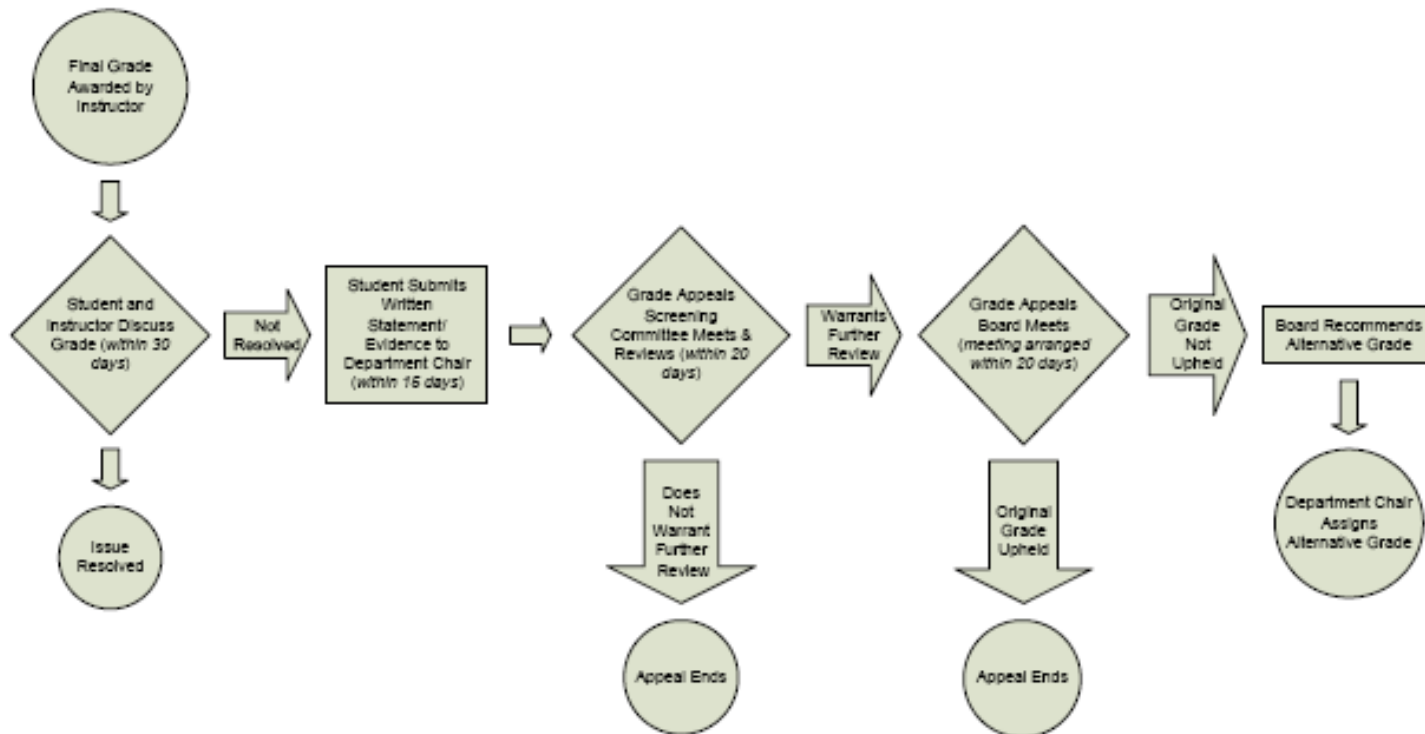 Final Grade
Awarded by
Instructor
Student and
Instructor Discuss
Grade (within 30
days)
Not
Resolved
Student Submits
Written
Statement/
Evidence to
Department Chair
(within 15 days)
Grade Appeals
Screening
Committee Meets &
Reviews (within 20
days)
Warrants
Further
Review
Grade Appeals
Board Meets
(meeting arranged
within 20 days)
Original
Grade
Not
Upheld
Board Recommends
Alternative Grade
Issue
Resolved
Does
Not
Warrant
Further
Review
Original
Grade
Upheld
Department Chair
Assigns
Alternative Grade
Appeal Ends
Appeal Ends